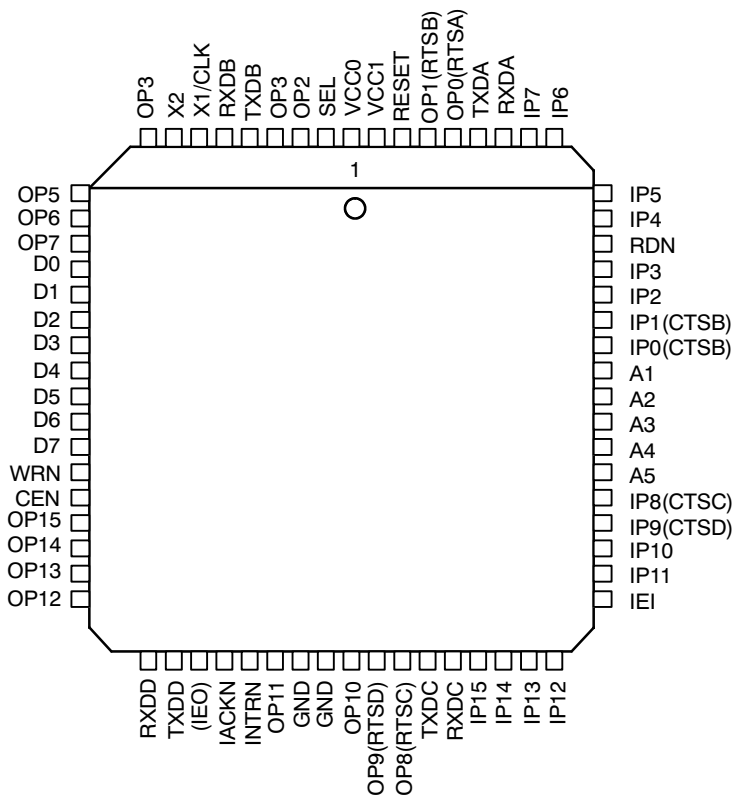 OP3
X2
X1/CLK
RXDB
TXDB
OP3
OP2
SEL
VCC0
VCC1
RESET
OP1(RTSB)
OP0(RTSA)
TXDA
RXDA
IP7
IP6
1
OP5
OP6
OP7
D0
D1
D2
D3
D4
D5
D6
D7
WRN
CEN
OP15
OP14
OP13
OP12
IP5
IP4
RDN
IP3
IP2
IP1(CTSB)
IP0(CTSB)
A1
A2
A3
A4
A5
IP8(CTSC)
IP9(CTSD)
IP10
IP11
IEI
RXDD
TXDD
(IEO)
IACKN
INTRN
OP11
GND
GND
OP10
OP9(RTSD)
OP8(RTSC)
TXDC
RXDC
IP15
IP14
IP13
IP12